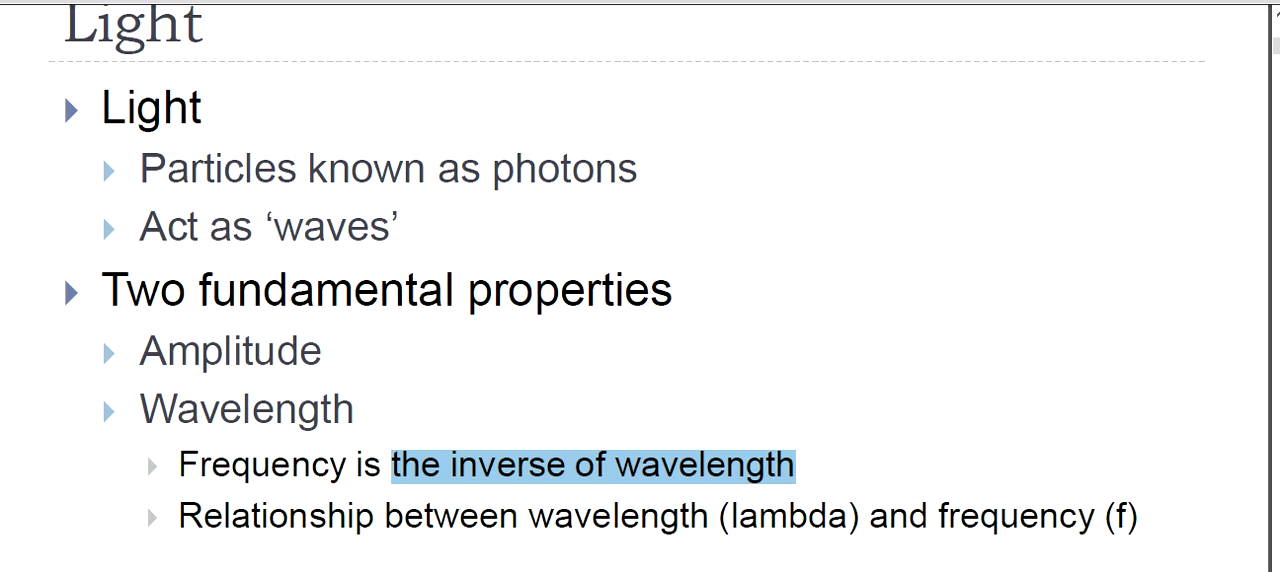 Light
Light
Particles known as photons
Act as ‘waves’
Two fundamental properties
Amplitude
Wavelength
Frequency is the inverse of wavelength
Relationship between wavelength (lambda) and frequency (f)